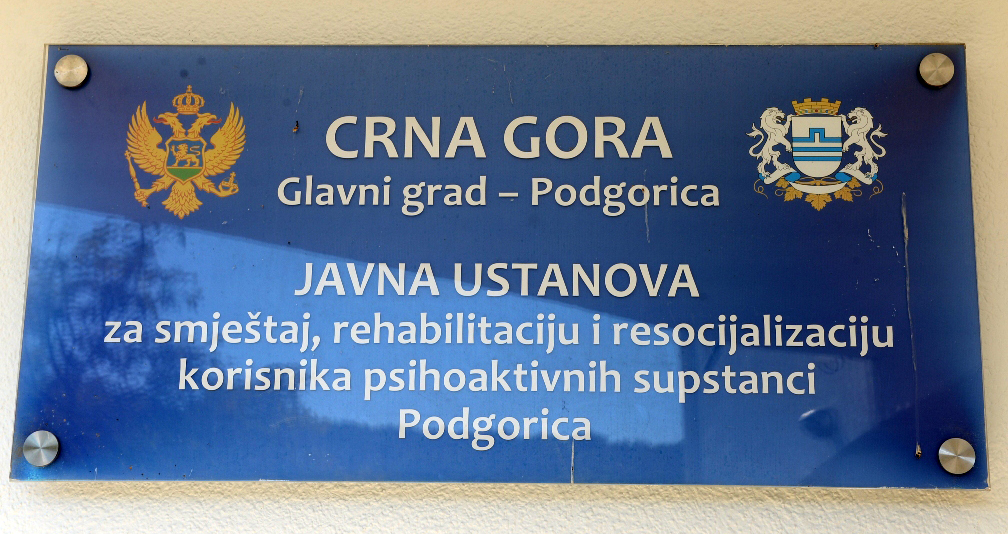 CRNA GORA
Glavni grad – Podgorica
JAVNA USTANOVA
za smještaj, rehabilitaciju i resocijalizaciju
korisnika psihoaktivnih supstanci
Podgorica